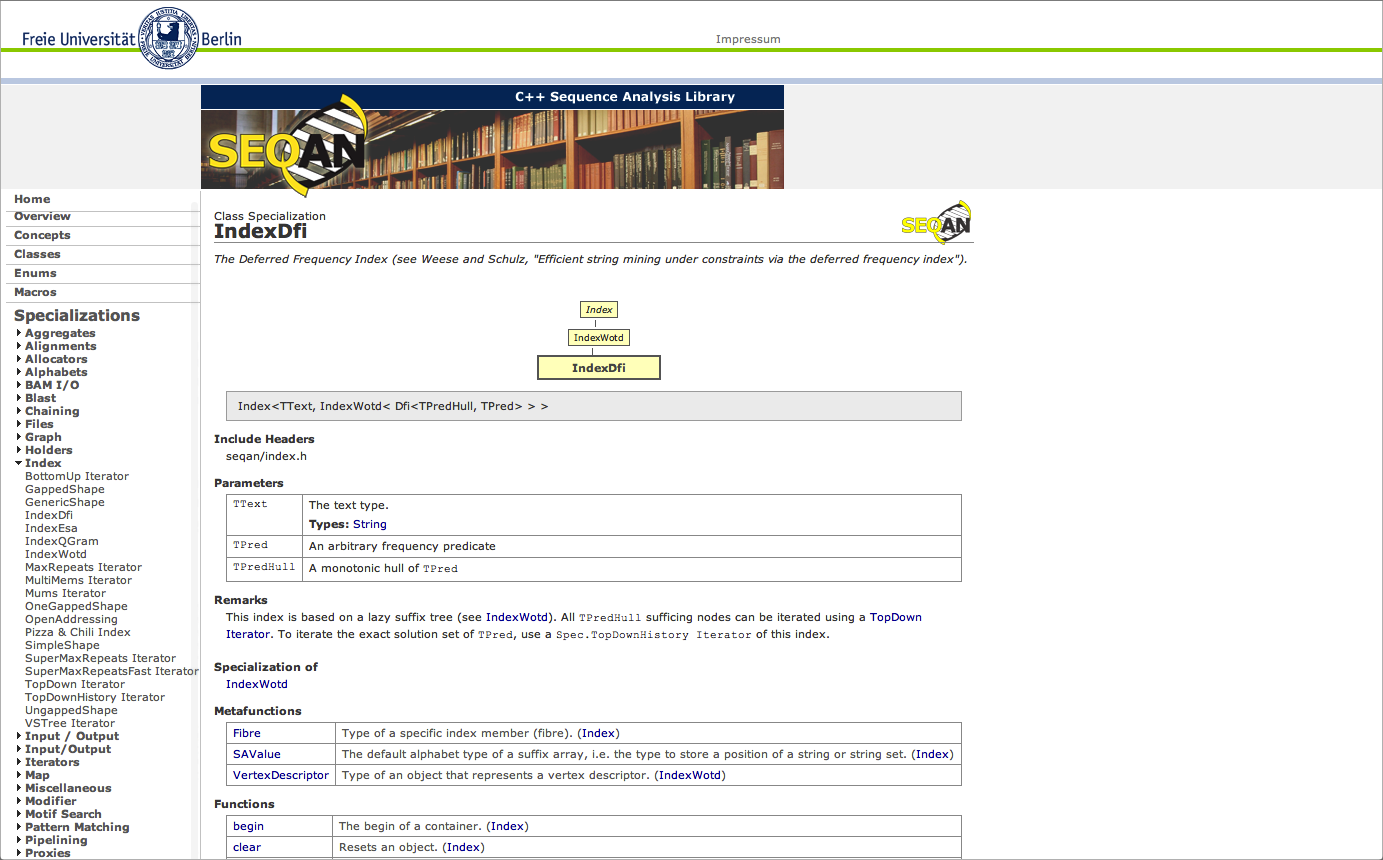 Freie Universität Berlin
Impressum
C++ Sequence Analysis Library
SEQAN
Home
Overview
Concepts
Classes
Enums
Macros
Specializations
Aggregates
Alignments
Allocators
Alphabets
BAM I/O
Blast
Chaining
Files
Graph
Holders
Index
BottomUp Iterator
GappedShape
GenericShape
IndexDfi
IndexEsa
IndexQGram
IndexWotd
MaxRepeats Iterator
MultiMems Iterator
Mums Iterator
OneGappedShape
OpenAddressing
Pizza & Chili Index
SimpleShape
SuperMaxRepeats Iterator
SuperMaxRepeatsFast Iterator
TopDown Iterator
TopDownHistory Iterator
UngappedShape
VSTree Iterator
Input / Output
Input/Output
Iterators
Map
Miscellaneous
Modifier
Motif Search
Pattern Matching
Pipelining
Proxies
Class Specialization
IndexDfi
SEQAN
The Deferred Frequency Index (see Weese and Schulz, "Efficient string mining under constraints via the deferred frequency index").
Index
IndexWotd
IndexDfi
Index<TText, IndexWotd< Dfi<TPredHull, TPred> > >
Include Headers
seqan/index.h
Parameters
TText The text type.
Types: String
TPred An arbitrary frequency predicate
TPredHull A monotonic hull of TPred
Remarks
This index is based on a lazy suffix tree (see IndexWotd). All TPredHull sufficing nodes can be iterated using a TopDown
Iterator. To iterate the exact solution set of TPred, use a Spec.TopDownHistory Iterator of this index.
Specialization of
IndexWotd
Metafunctions
Fibre Type of a specific index member (fibre). (Index)
SAValue The default alphabet type of a suffix array, i.e. the type to store a position of a string or string set. (Index)
VertexDescriptor Type of an object that represents a vertex descriptor. (IndexWotd)
Functions
begin The begin of a container. (Index)
clear Resets an object. (Index)